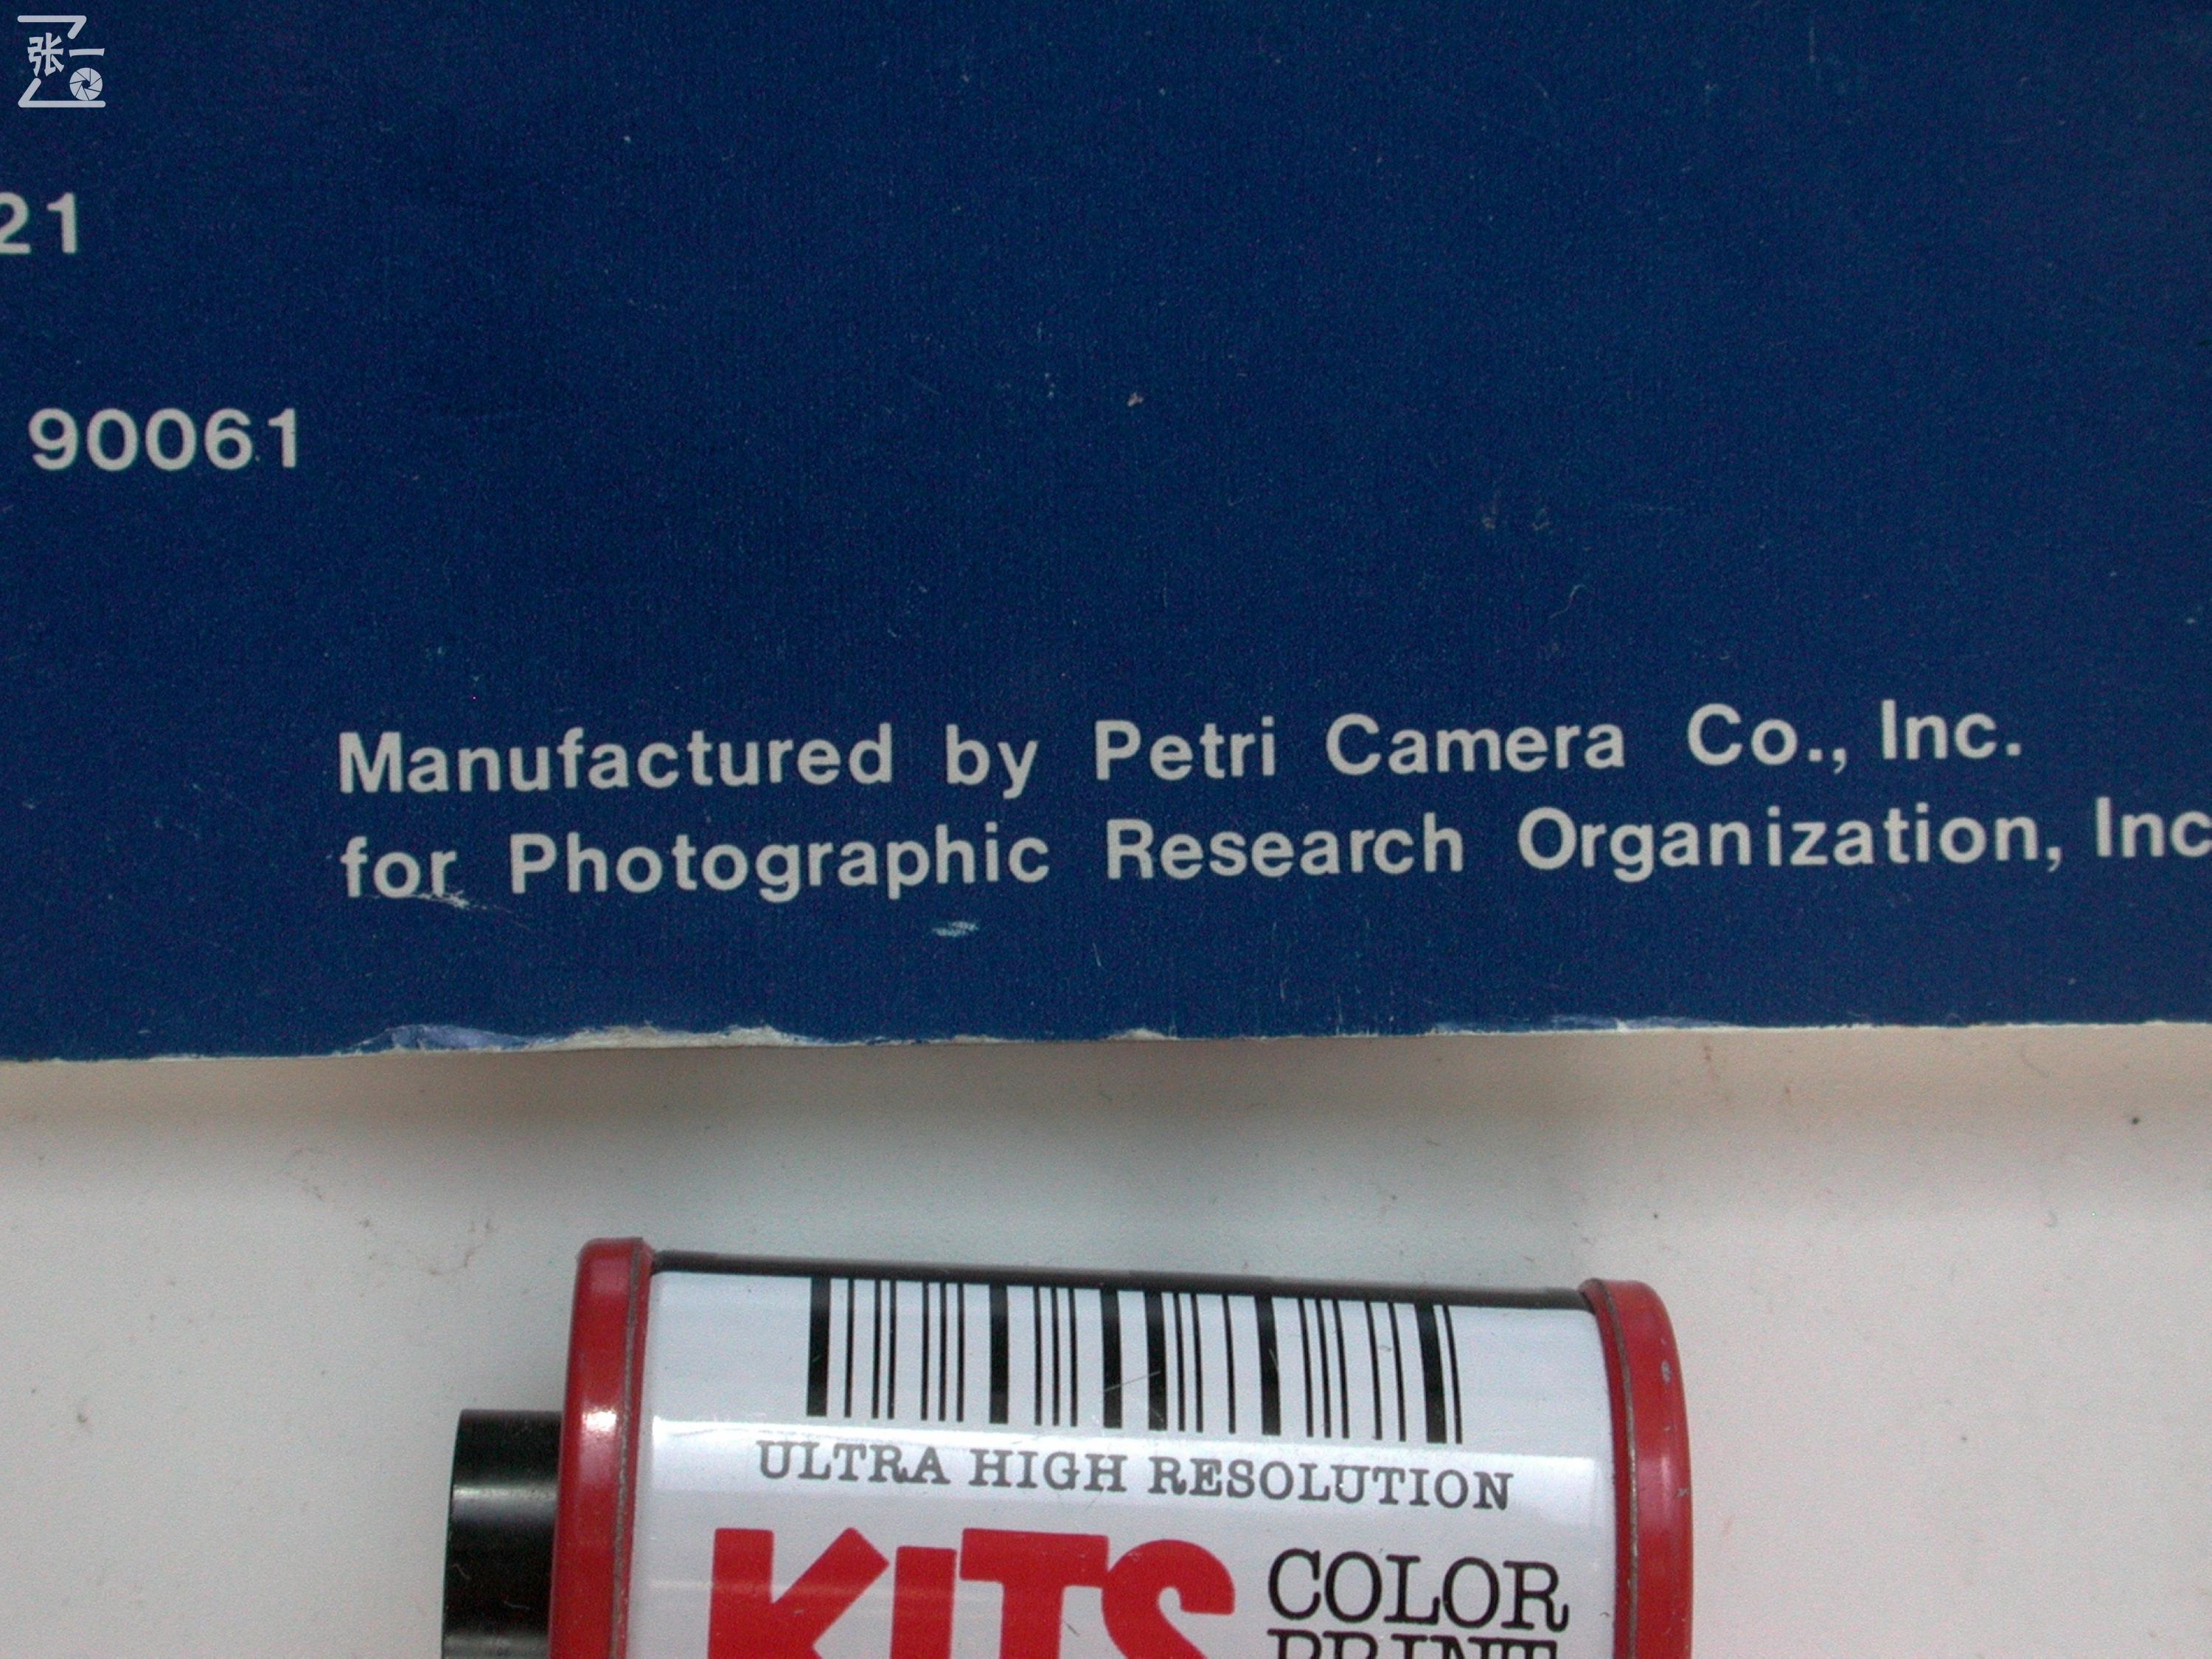 张一
21
90061
Manufactured by Petri Camera Co., Inc.
for Photographic Research Organization, Inc
ULTRA HIGH RESOLUTION
KITS COLOR
PRINT